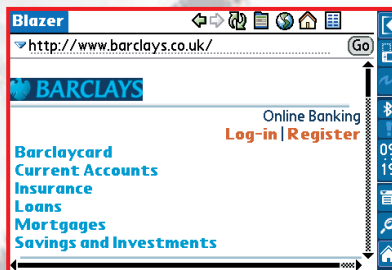 Blazer
http://www.barclays.co.uk/
Go
BARCLAYS
Online Banking
Log-in | Register
Barclaycard
Current Accounts
Insurance
Loans
Mortgages
Savings and Investments